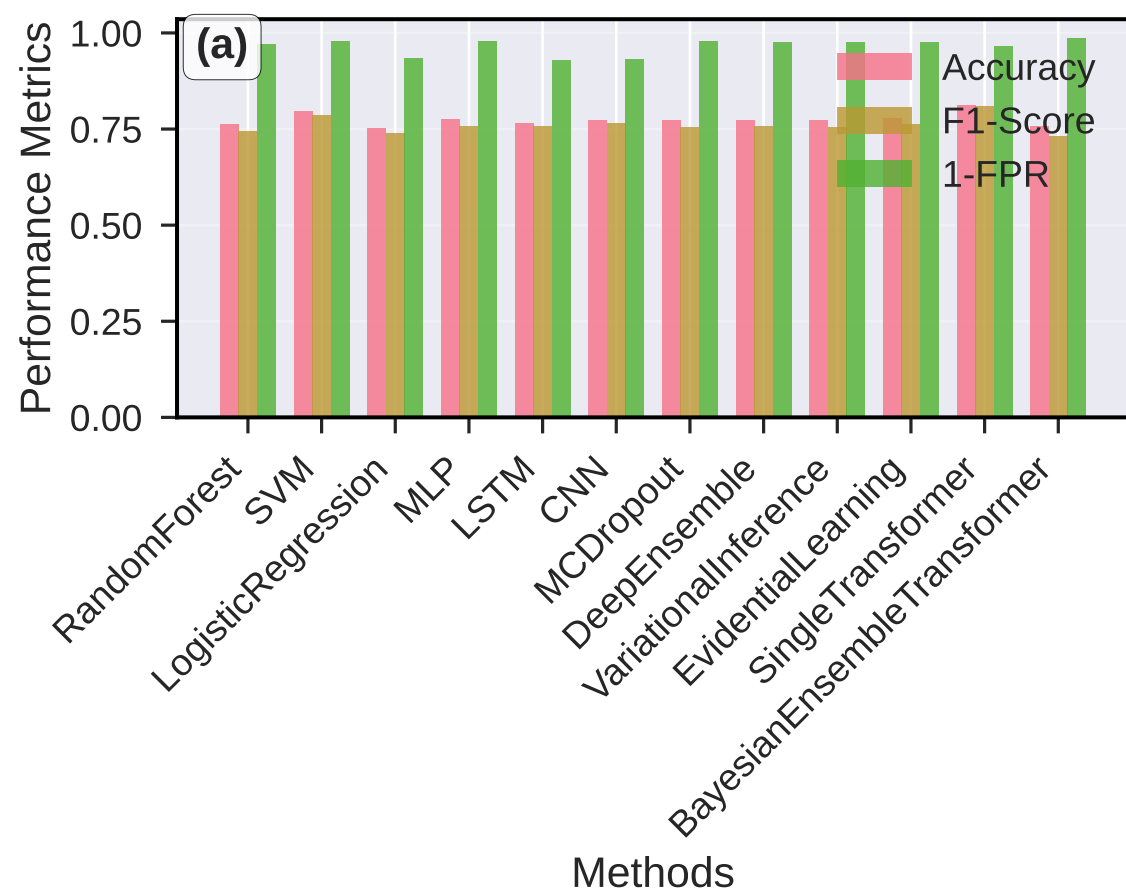 (a)
Performance Metrics
1.00
0.75
0.50
0.25
0.00
Accuracy
F1-Score
1-FPR
RandomForest
SVM
LogisticRegression
MLP
LSTM
CNN
MCDropout
DeepEnsemble
VariationalInference
EvidentialLearning
SingleTransformer
BayesianEnsembleTransformer
Methods